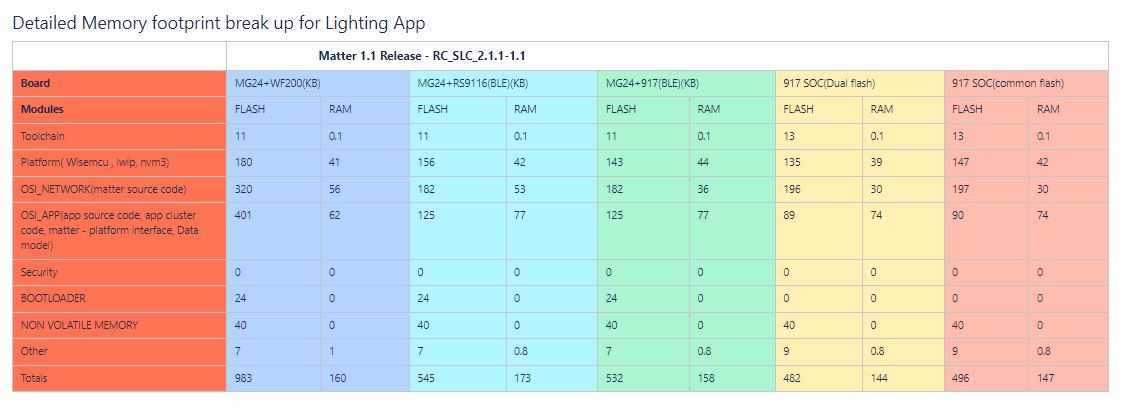 Detailed Memory footprint break up for Lighting App
Matter 1.1 Release - RC_SLC_2.1.1-1.1
Board MG24+WF200(KB) MG24+RS9116(BLE)(KB) MG24+917(BLE)(KB) 917 SOC(Dual flash) 917 SOC(common flash)
Modules FLASH RAM FLASH RAM FLASH RAM FLASH RAM FLASH RAM
Toolchain 11 0.1 11 0.1 11 0.1 13 0.1 13 0.1
Platform( Wisemcu , lwip, nvm3) 180 41 156 42 143 44 135 39 147 42
OSI_NETWORK(matter source code) 320 56 182 53 182 36 196 30 197 30
OSI_APP(app source code, app cluster 401 62 125 77 125 77 89 74 90 74
code, matter - platform interface, Data
model)
Security 0 0 0 0 0 0 0 0 0 0
BOOTLOADER 24 0 24 0 24 0 0 0 0 0
NON VOLATILE MEMORY 40 0 40 0 40 0 40 0 40 0
Other 7 1 7 0.8 7 0.8 9 0.8 9 0.8
Totals 983 160 545 173 532 158 482 144 496 147